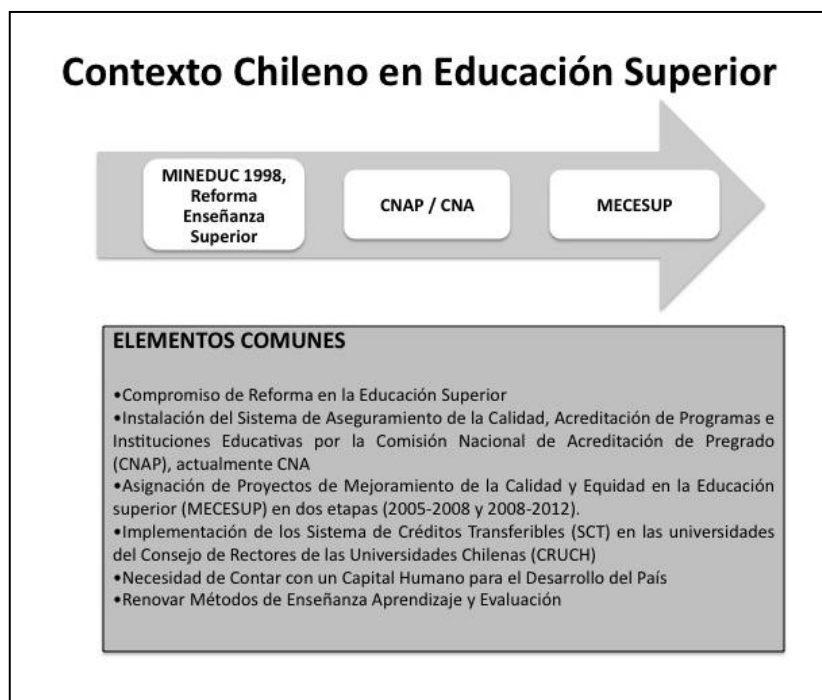 Contexto Chileno en Educación Superior
MINEDUC 1998,
Reforma
Enseñanza
Superior
CNAP / CNA
MECESUP
ELEMENTOS COMUNES
•Compromiso de Reforma en la Educación Superior
•Instalación del Sistema de Aseguramiento de la Calidad, Acreditación de Programas e
Instituciones Educativas por la Comisión Nacional de Acreditación de Pregrado
(CNAP), actualmente CNA
•Asignación de Proyectos de Mejoramiento de la Calidad y Equidad en la Educación
superior (MECESUP) en dos etapas (2005-2008 y 2008-2012).
•Implementación de los Sistema de Créditos Transferibles (SCT) en las universidades
del Consejo de Rectores de las Universidades Chilenas (CRUCH)
•Necesidad de Contar con un Capital Humano para el Desarrollo del País
•Renovar Métodos de Enseñanza Aprendizaje y Evaluación